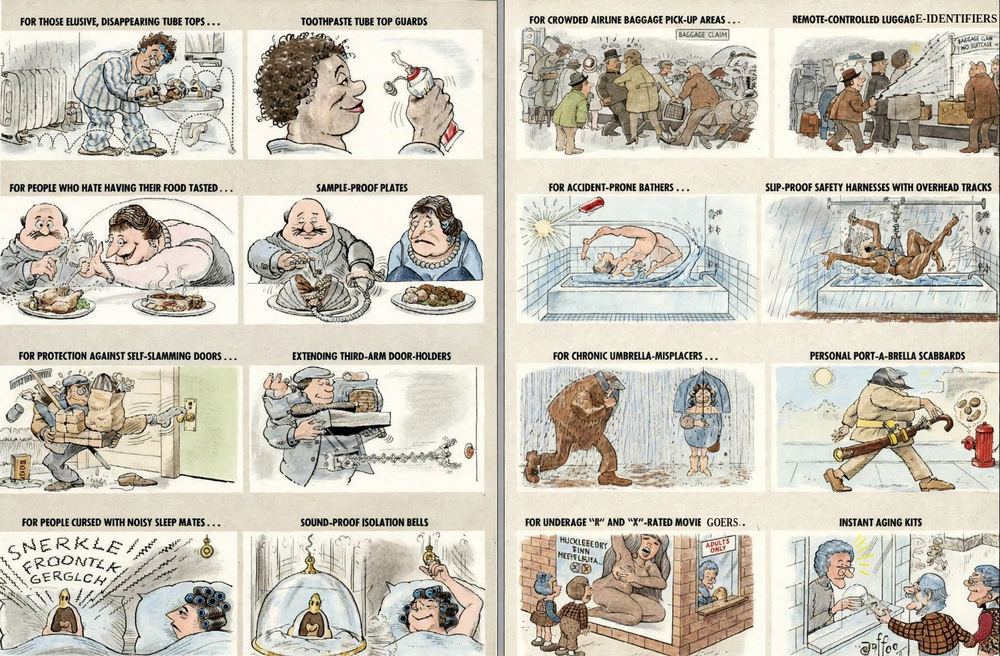 FOR THOSE ELUSIVE, DISAPPEARING TUBE TOPS...
TOOTHPASTE TUBE TOP GUARDS
FOR PEOPLE WHO HATE HAVING THEIR FOOD TASTED...
SAMPLE-PROOF PLATES
FOR PROTECTION AGAINST SELF-SLAMMING DOORS...
EXTENDING THIRD-ARM DOOR-HOLDERS
FOR PEOPLE CURSED WITH NOISY SLEEP MATES...
SNERKLE
FROONTLK
GERGLCH
SOUND-PROOF ISOLATION BELLS
FOR CROWDED AIRLINE BAGGAGE PICK-UP AREAS...
BAGGAGE CLAIM
REMOTE-CONTROLLED LUGGAGE-IDENTIFIERS
BAGGAGE CLAIM
NO SUITCASE
FOR ACCIDENT-PRONE BATHERS...
SLIP-PROOF SAFETY HARNESSES WITH OVERHEAD TRACKS
FOR CHRONIC UMBRELLA-MISPLACERS...
PERSONAL PORT-A-BRELLA SCABBARDS
FOR UNDERAGE "R" AND "X"-RATED MOVIE GOERS..
ADULTS
ONLY
INSTANT AGING KITS
Jaffee